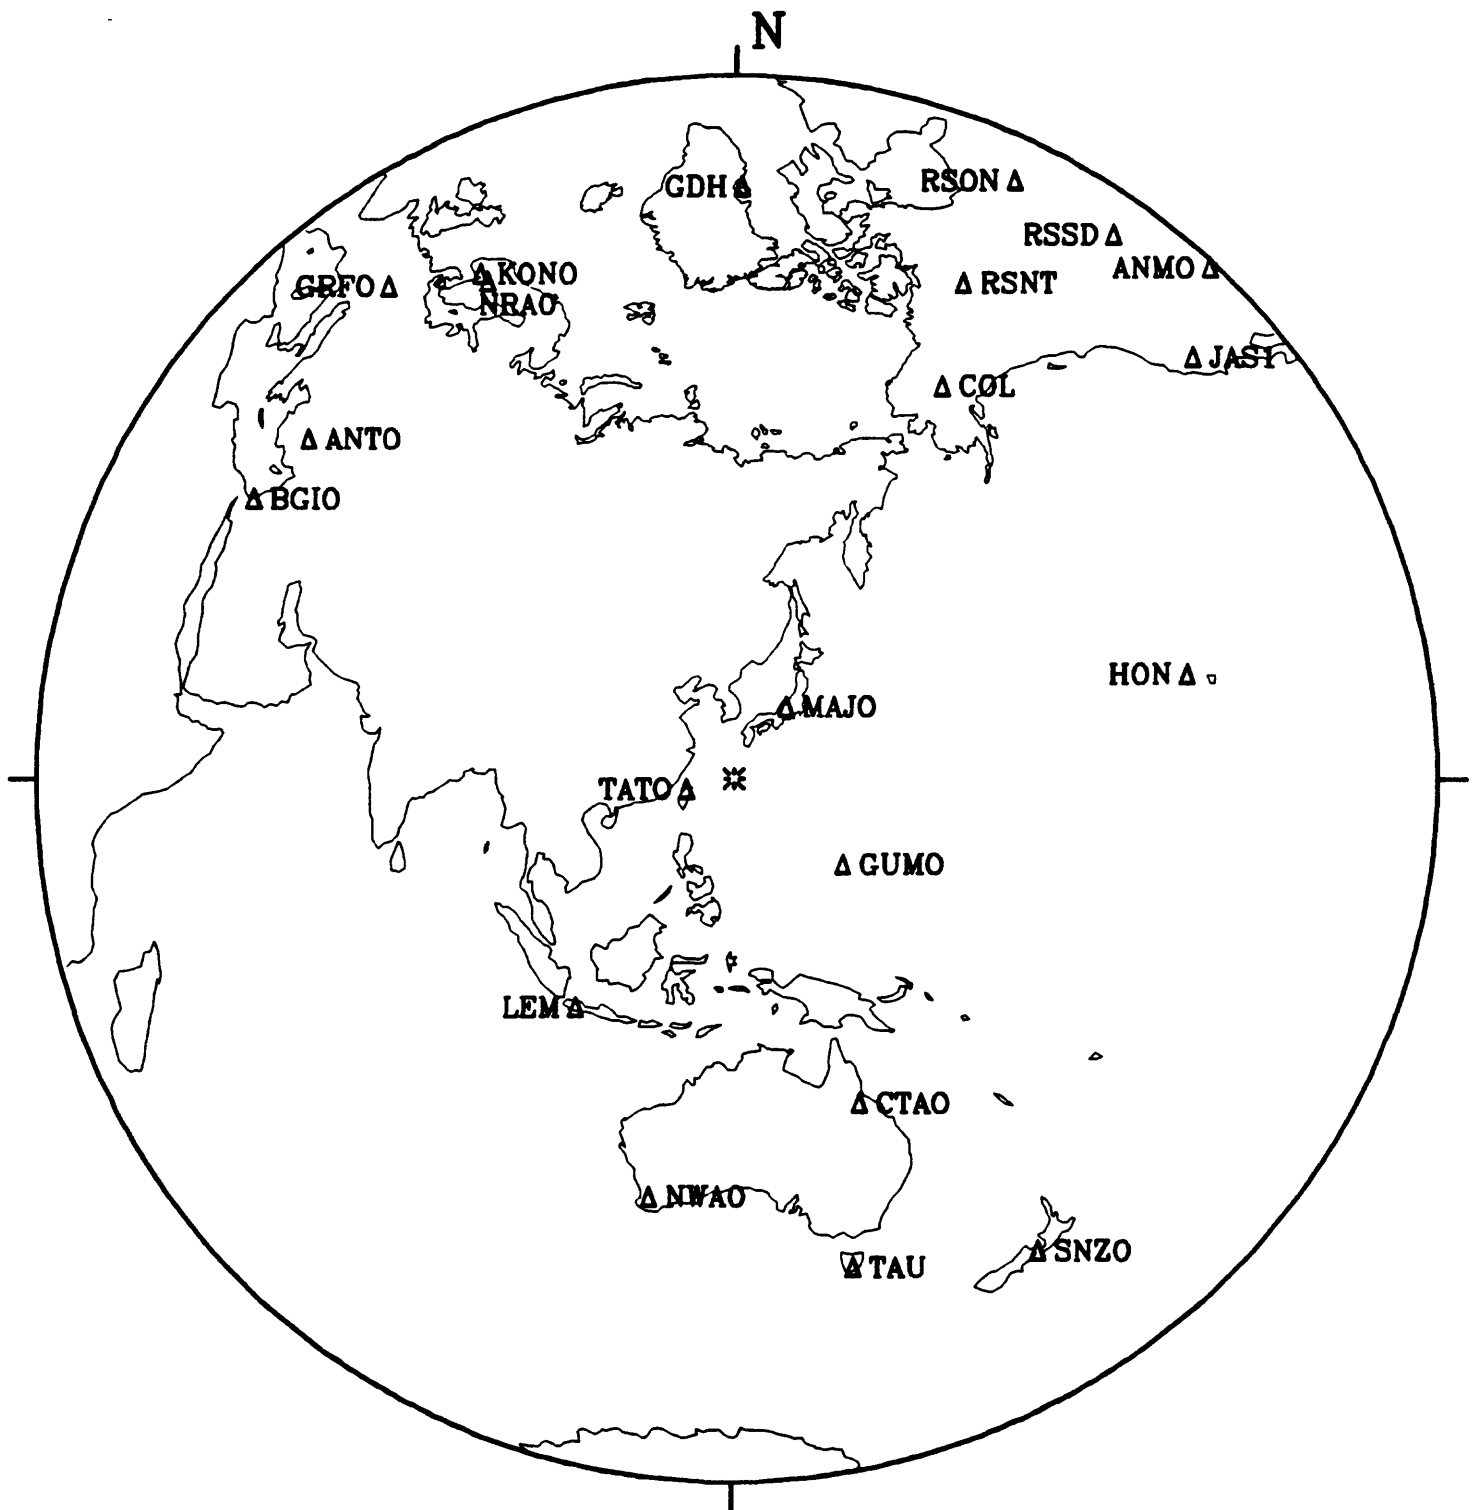 N
GDH
RSON
RSSD
ANMO
GRFO
KONO
RSNT
NRAO
JAS1
COL
ANTO
BGIO
HON
MAJO
TATO
GUMO
LEM
CTAO
NWAO
SNZO
TAU